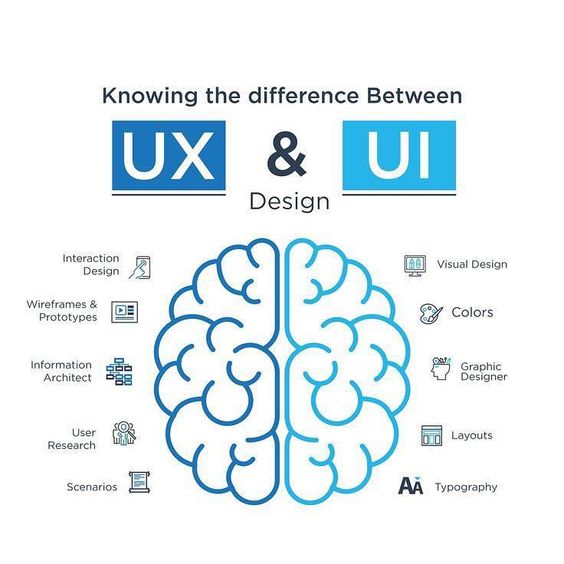 Knowing the difference Between
UX & UI
Design
Interaction
Design
Wireframes &
Prototypes
Information
Architect
User
Research
Scenarios
Visual Design
Colors
Graphic
Designer
Layouts
AA Typography